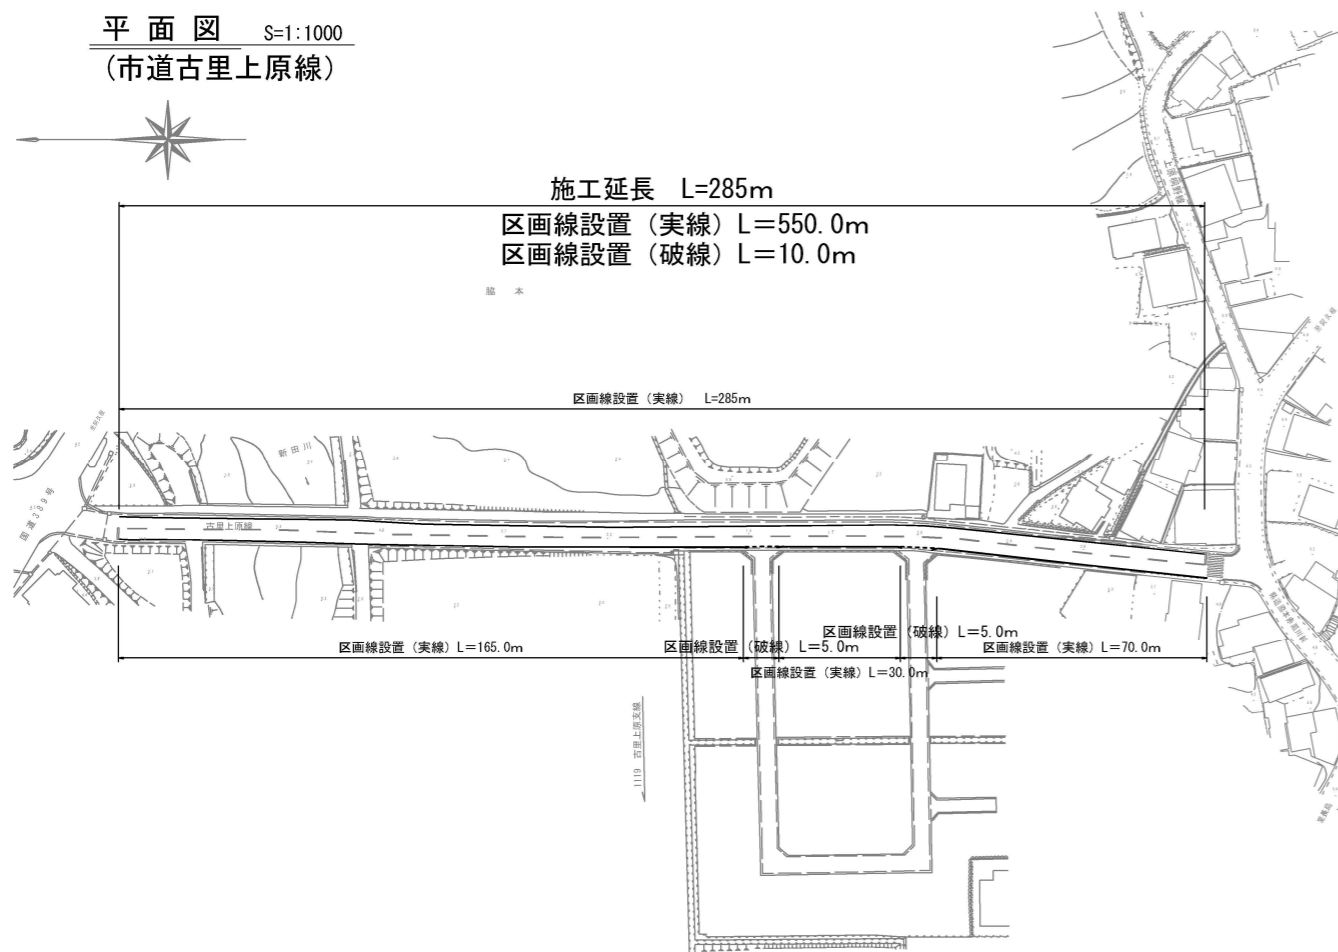 平面図 S=1:1000
(市道古里上原線)
施工延長 L=285m
区画線設置（実線）L=550.0m
区画線設置（破線）L=10.0m
脇本
区画線設置（実線） L=285m
新田川
国道389号
古里上原線
区画線設置（破線）L=5.0m
区画線設置（実線）L=165.0m
区画線設置（破線）L=5.0m
区画線設置（実線）L=70.0m
区画線設置（実線）L=30.0m
1119 古里上原支線